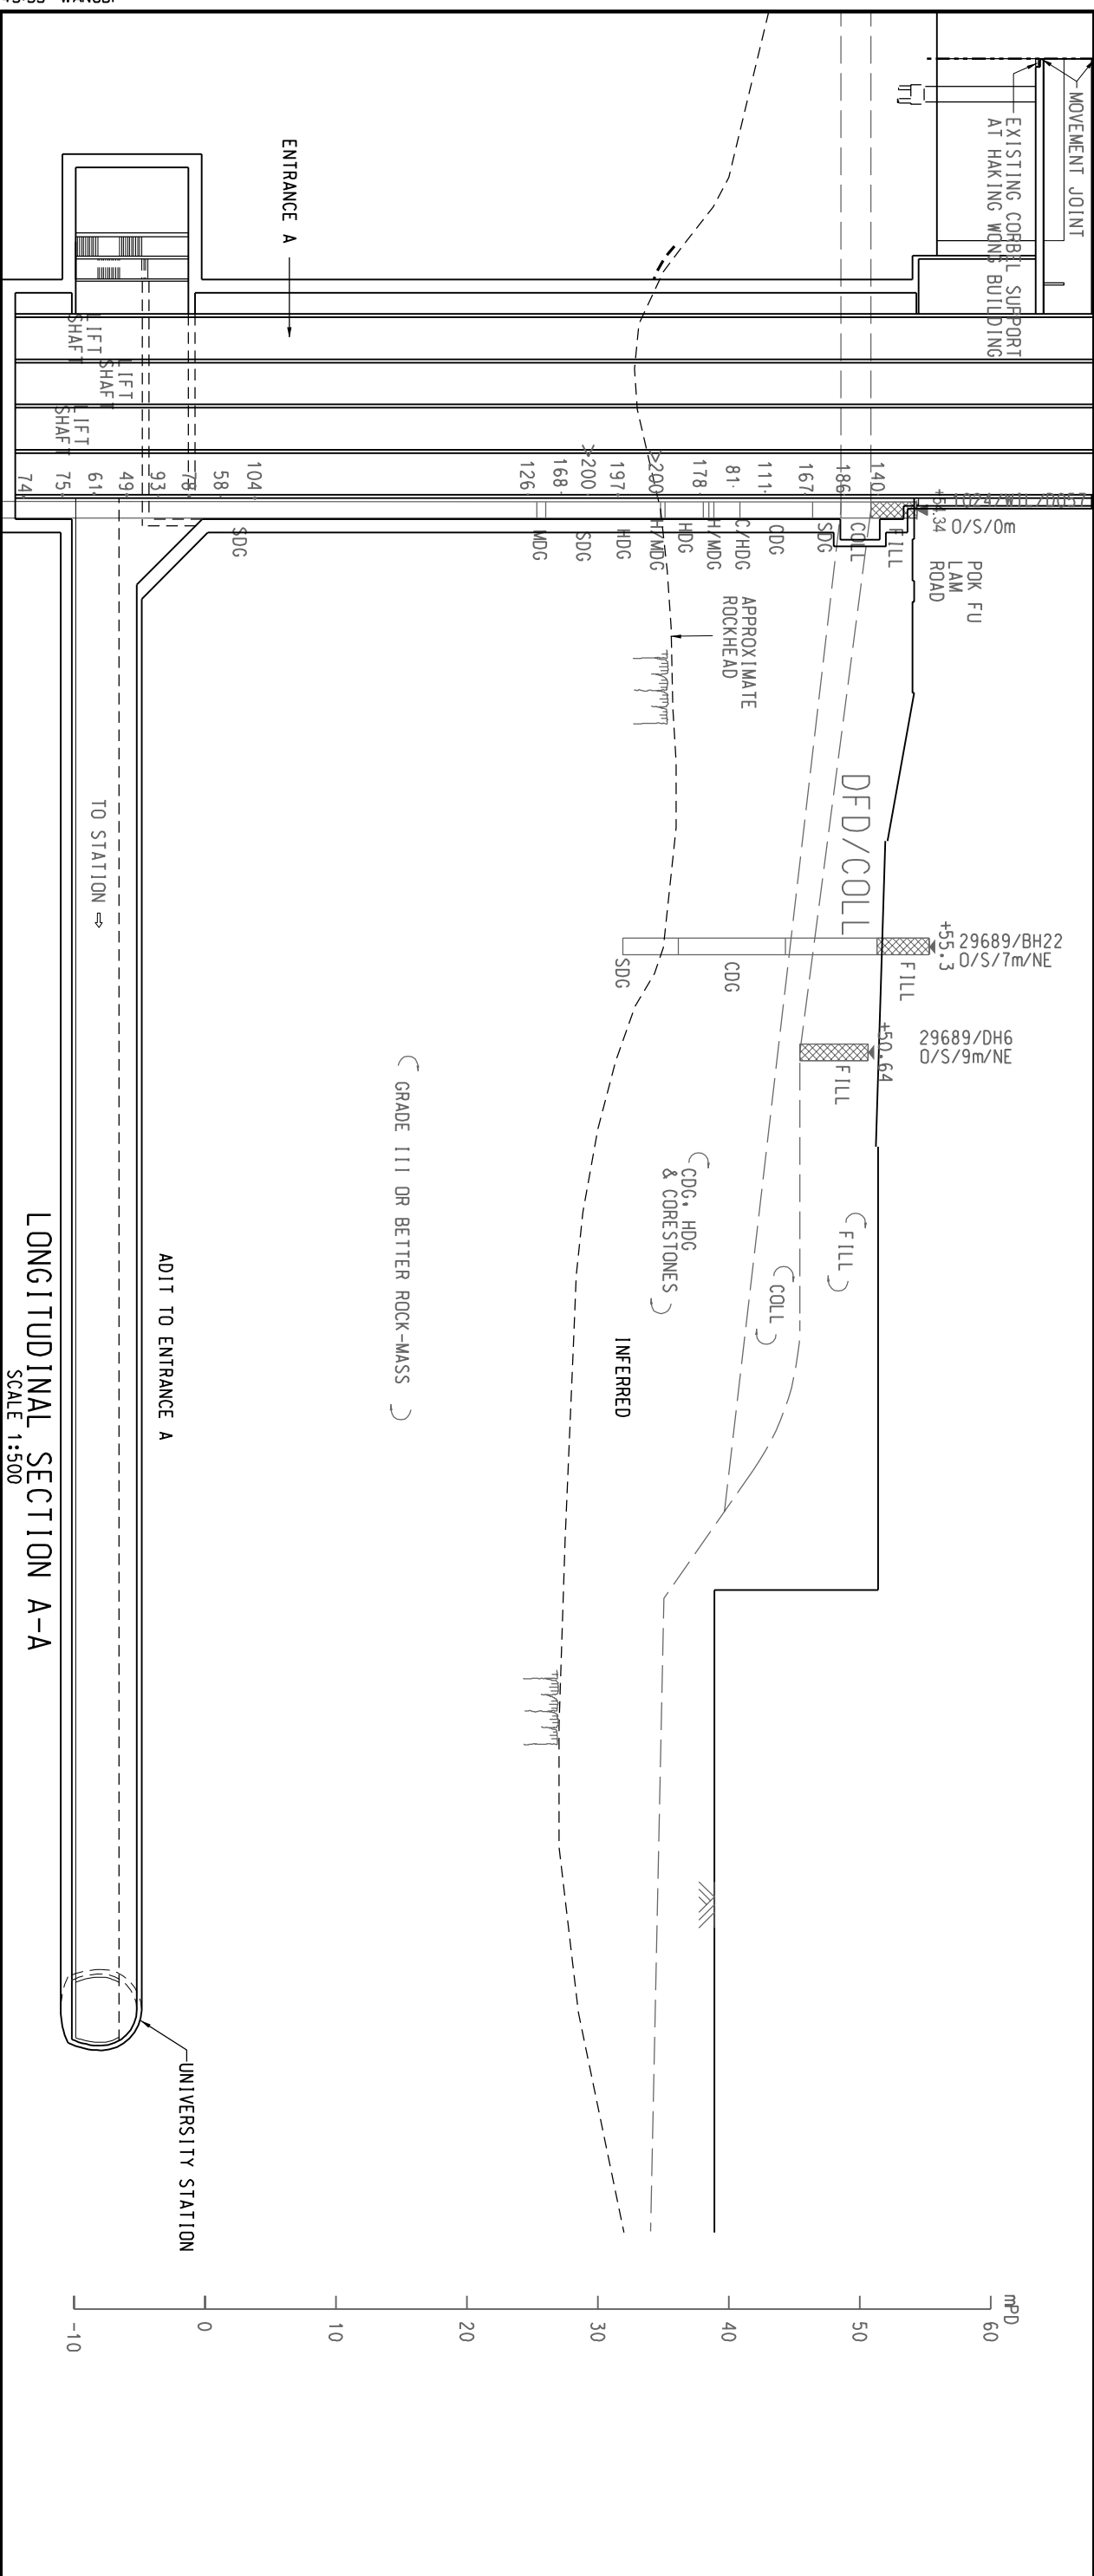 MOVEMENT JOINT
EXISTING CORBEL SUPPORT
AT HAKING WONG BUILDING
ENTRANCE A
LIFT
SHAFT
LIFT
SHAFT
LIFT
SHAFT
+54.34
O/S/0m
POK FU
LAM
ROAD
140
186
167
111
81
178
>200
197
>200
168
126
104
58
78
93
49
61
75
74
FILL
COLL
SDG
CDG
C/HDG
H/MDG
HDG
H/MDG
HDG
SDG
MDG
SDG
APPROXIMATE
ROCKHEAD
DFD/COLL
29689/BH22
O/S/7m/NE
+55.3
FILL
CDG
SDG
29689/DH6
O/S/9m/NE
+50.64
FILL
TO STATION
GRADE III OR BETTER ROCK-MASS
CDG, HDG
& CORESTONES
FILL
COLL
INFERRED
ADIT TO ENTRANCE A
UNIVERSITY STATION
mPD
60
50
40
30
20
10
0
-10
LONGITUDINAL SECTION A-A
SCALE 1:500